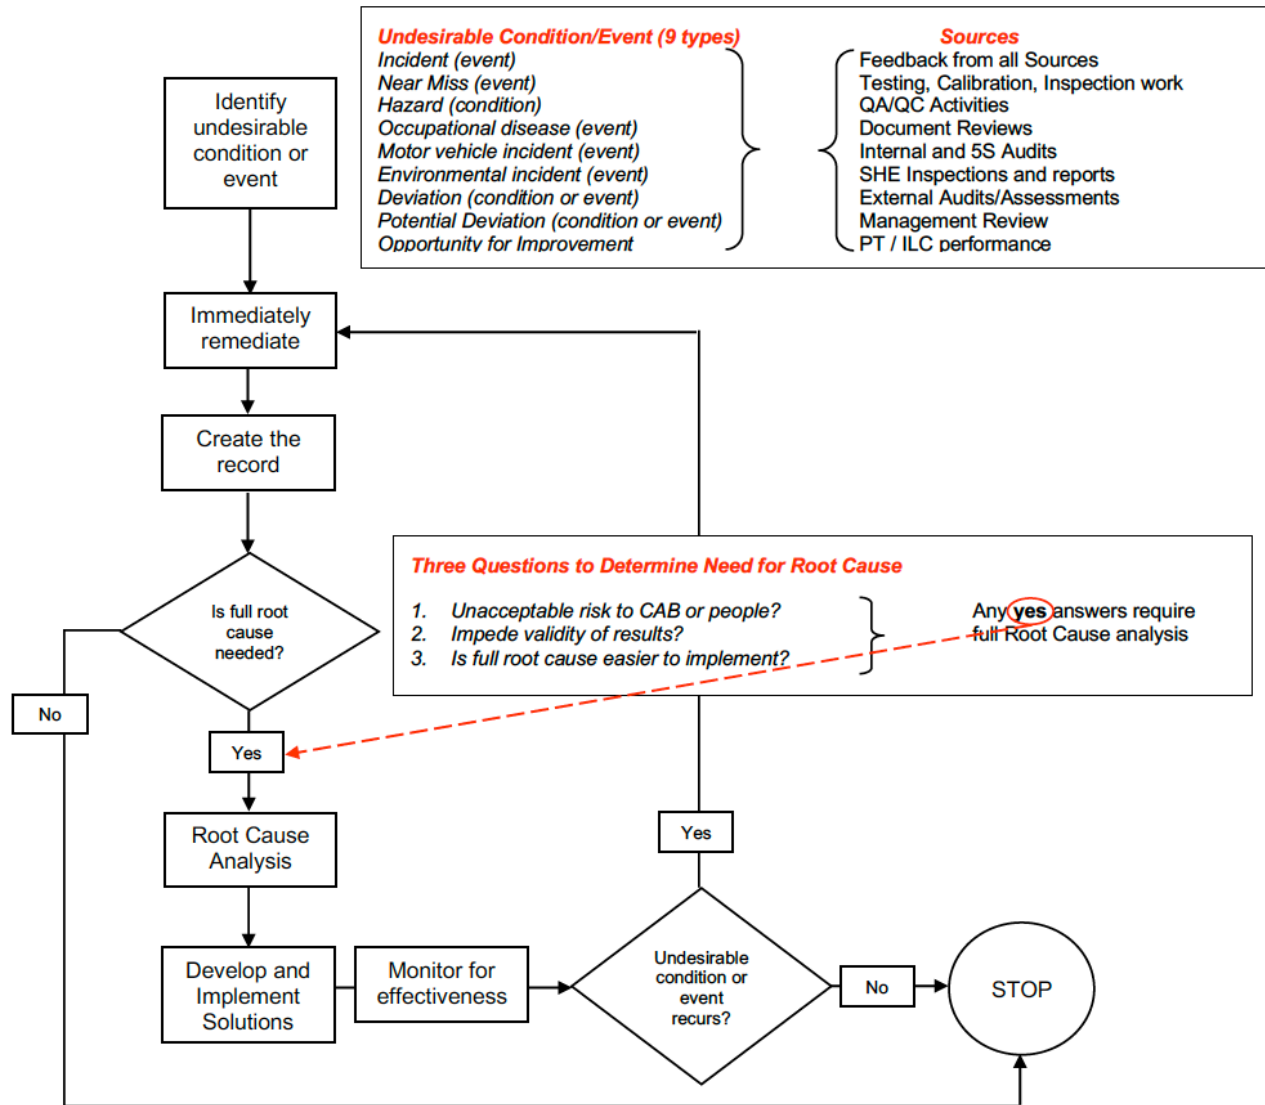 Identify
undesirable
condition or
event
Undesirable Condition/Event (9 types)
Incident (event)
Near Miss (event)
Hazard (condition)
Occupational disease (event)
Motor vehicle incident (event)
Environmental incident (event)
Deviation (condition or event)
Potential Deviation (condition or event)
Opportunity for Improvement
Sources
Feedback from all Sources
Testing, Calibration, Inspection work
QA/QC Activities
Document Reviews
Internal and 5S Audits
SHE Inspections and reports
External Audits/Assessments
Management Review
PT / ILC performance
Immediately
remediate
Create the
record
Is full root
cause
needed?
Three Questions to Determine Need for Root Cause
1. Unacceptable risk to CAB or people?
2. Impede validity of results?
3. Is full root cause easier to implement?
Any yes answers require
full Root Cause analysis
No
Yes
Root Cause
Analysis
Develop and
Implement
Solutions
Monitor for
effectiveness
Yes
Undesirable
condition or
event
recurs?
No
STOP